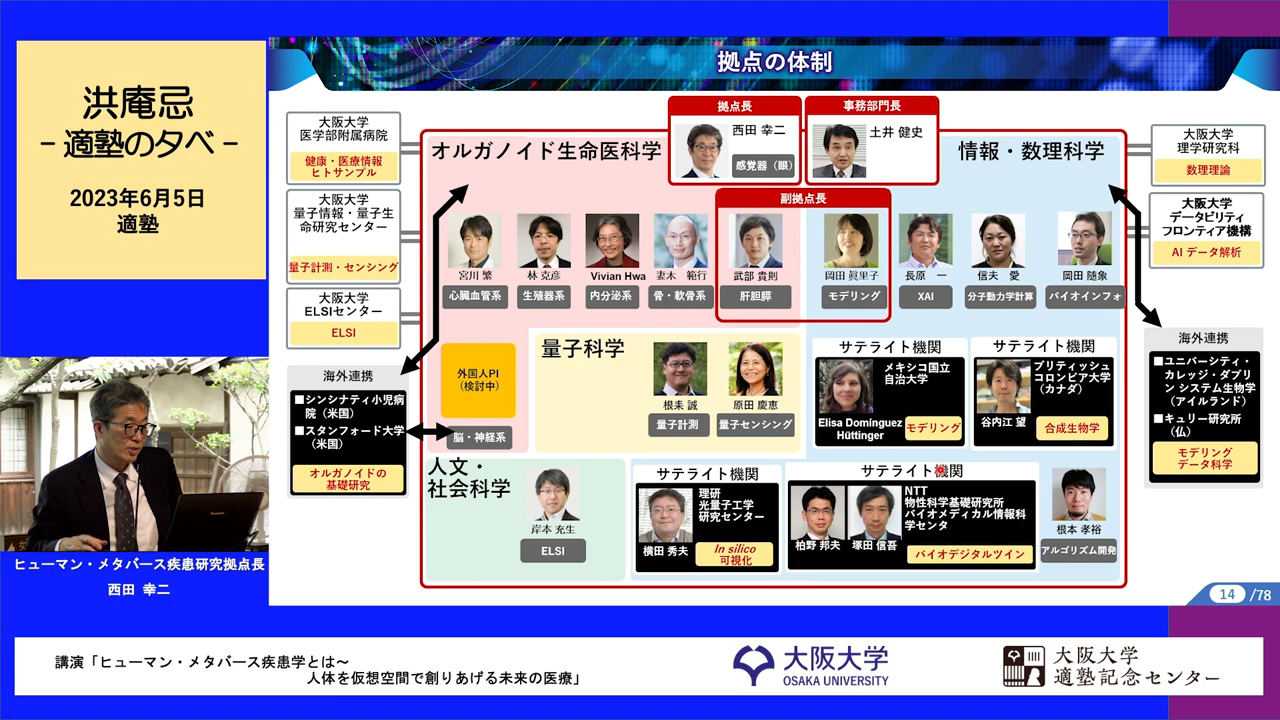 洪庵忌
- 適塾の夕べ -
2023年6月5日
適塾
ヒューマン・メタバース疾患研究拠点長
西田 幸二
拠点の体制
大阪大学
医学部附属病院
健康・医療情報
ヒトサンプル
大阪大学
量子情報・量子生
命研究センター
量子計測・センシング
大阪大学
ELSIセンター
ELSI
海外連携
■シンシナティ小児病
院（米国）
■スタンフォード大学
（米国）
オルガノイドの
基礎研究
拠点長
西田 幸二
感覚器（眼）
事務部門長
土井 健史
オルガノイド生命医科学
情報・数理科学
副拠点長
宮川 繁
心臓血管系
林 克彦
生殖器系
Vivian Hwa
内分泌系
妻木 範行
骨・軟骨系
武部 貴則
肝胆膵
岡田 眞里子
モデリング
長原 一
XAI
信夫 愛
分子動力学計算
岡田 随象
バイオインフォ
外国人PI
（検討中）
脳・神経系
量子科学
根来 誠
量子計測
原田 慶恵
量子センシング
サテライト機関
メキシコ国立
自治大学
Elisa Domínguez
Hüttinger
モデリング
サテライト機関
ブリティッシュ
コロンビア大学
（カナダ）
谷内江 望
合成生物学
人文・
社会科学
岸本 充生
ELSI
サテライト機関
理研
光量子工学
研究センター
横田 秀夫
In silico
可視化
サテライト機関
NTT
物性科学基礎研究所
バイオメディカル情報科
学センタ
柏野 邦夫
塚田 信吾
バイオデジタルツイン
根本 孝裕
アルゴリズム開発
大阪大学
理学研究科
数理理論
大阪大学
データビリティ
フロンティア機構
AI データ解析
海外連携
■ユニバーシティ・
カレッジ・ダブリ
ン システム生物学
（アイルランド）
■キュリー研究所
（仏）
モデリング
データ科学
14 /78
講演「ヒューマン・メタバース疾患学とは〜
人体を仮想空間で創りあげる未来の医療」
大阪大学
OSAKA UNIVERSITY
大阪大学
適塾記念センター